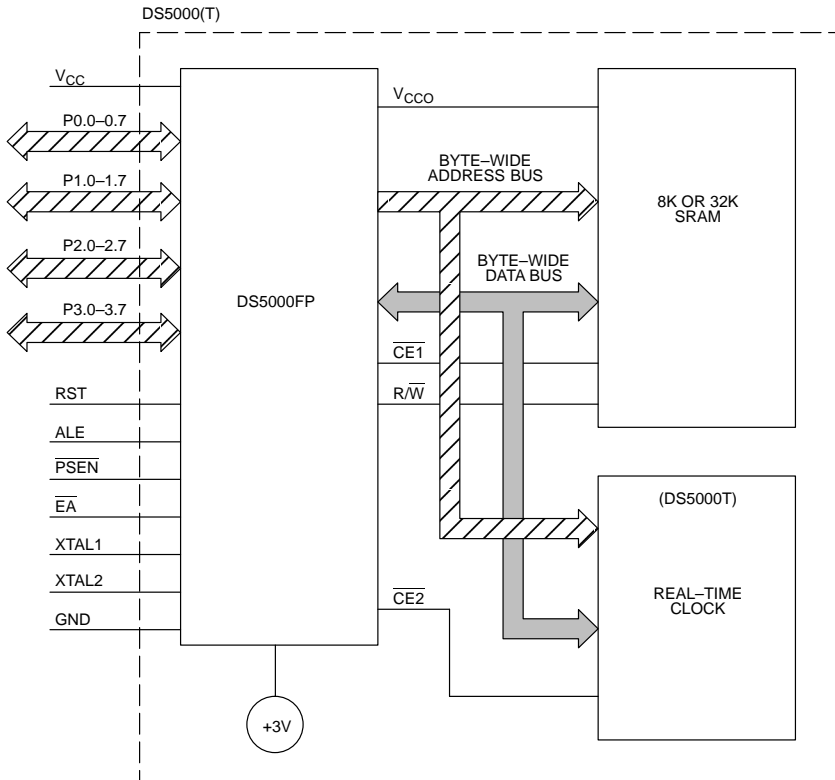 DS5000(T)
VCC
P0.0–0.7
P1.0–1.7
P2.0–2.7
P3.0–3.7
RST
ALE
PSEN
EA
XTAL1
XTAL2
GND
DS5000FP
+3V
VCCO
BYTE–WIDE
ADDRESS BUS
BYTE–WIDE
DATA BUS
CE1
R/W
CE2
8K OR 32K
SRAM
(DS5000T)
REAL–TIME
CLOCK